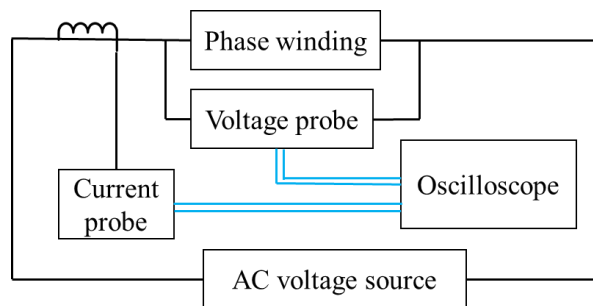 Phase winding
Voltage probe
Oscilloscope
Current
probe
AC voltage source